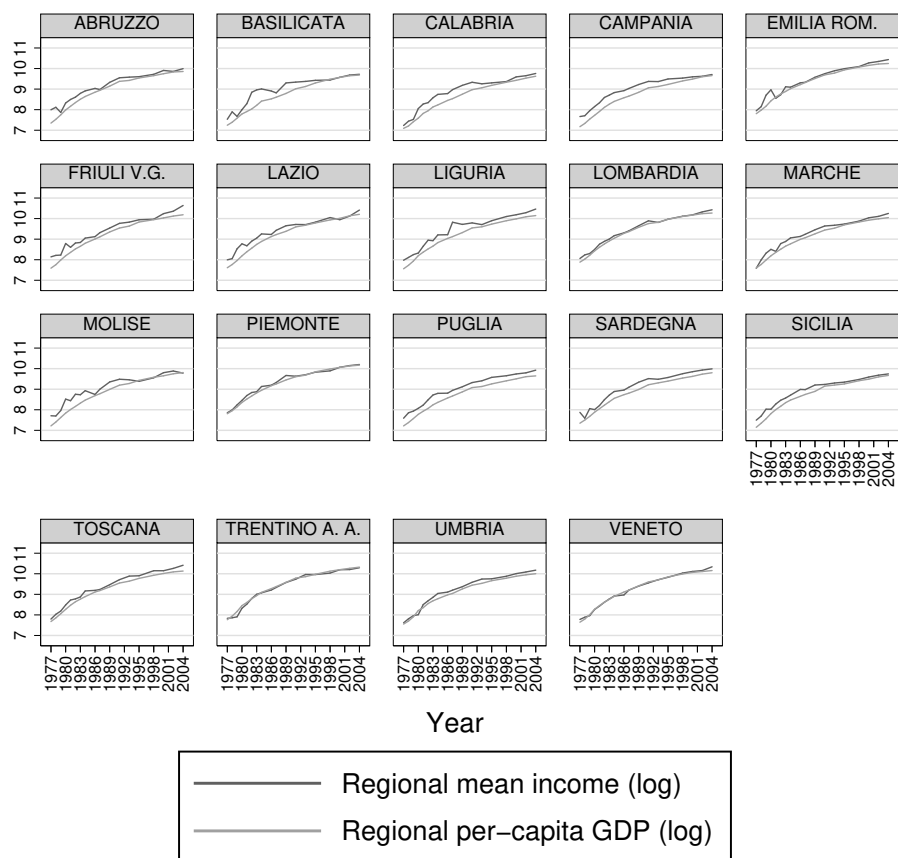 ABRUZZO BASILICATA CALABRIA CAMPANIA EMILIA ROM.
7 8 9 10 11
FRIULI V.G. LAZIO LIGURIA LOMBARDIA MARCHE
7 8 9 10 11
MOLISE PIEMONTE PUGLIA SARDEGNA SICILIA
7 8 9 10 11
1977 1980 1983 1986 1989 1992 1995 1998 2001 2004
TOSCANA TRENTINO A. A. UMBRIA VENETO
7 8 9 10 11
1977 1980 1983 1986 1989 1992 1995 1998 2001 2004 1977 1980 1983 1986 1989 1992 1995 1998 2001 2004 1977 1980 1983 1986 1989 1992 1995 1998 2001 2004 1977 1980 1983 1986 1989 1992 1995 1998 2001 2004
Year
Regional mean income (log)
Regional per−capita GDP (log)